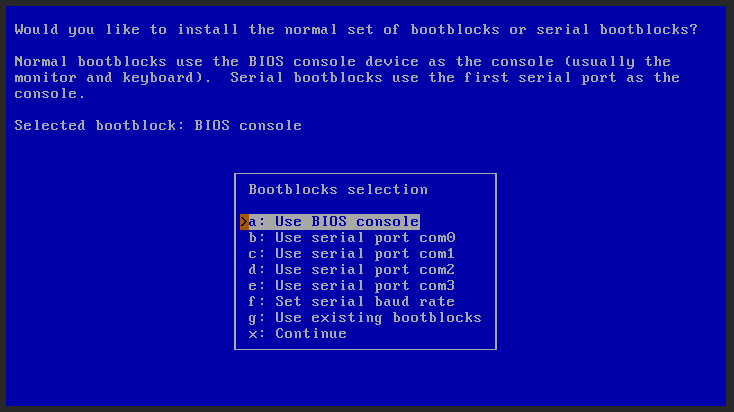 Would you like to install the normal set of bootblocks or serial bootblocks?
Normal bootblocks use the BIOS console device as the console (usually the
monitor and keyboard).  Serial bootblocks use the first serial port as the
console.
Selected bootblock: BIOS console
Bootblocks selection
>a: Use BIOS console
b: Use serial port com0
c: Use serial port com1
d: Use serial port com2
e: Use serial port com3
f: Set serial baud rate
g: Use existing bootblocks
x: Continue